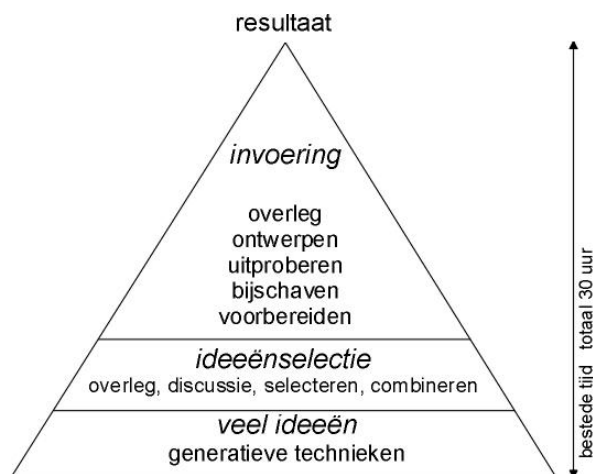 resultaat
invoering
overleg
ontwerpen
uitproberen
bijschaven
voorbereiden
ideeënselectie
overleg, discussie, selecteren, combineren
veel ideeën
generatieve technieken
bestede tijd totaal 30 uur